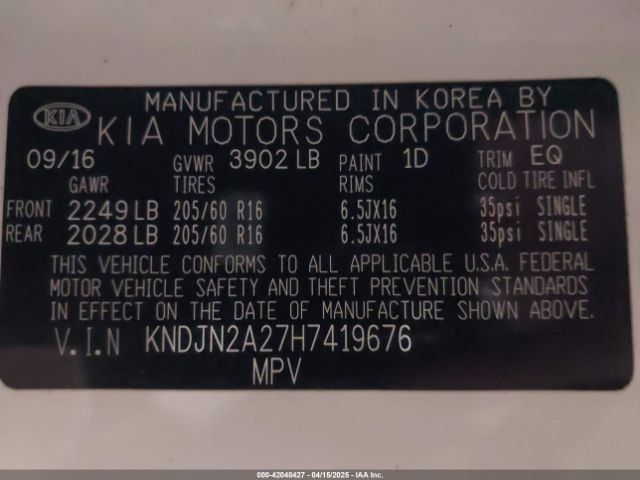 MANUFACTURED IN KOREA BY
KIA KIA MOTORS CORPORATION
09/16 GVWR 3902 LB PAINT 1D TRIM EQ
GAWR TIRES RIMS COLD TIRE INFL
FRONT 2249 LB 205/60 R16 6.5JX16 35psi SINGLE
REAR 2028 LB 205/60 R16 6.5JX16 35psi SINGLE
THIS VEHICLE CONFORMS TO ALL APPLICABLE U.S.A. FEDERAL
MOTOR VEHICLE SAFETY AND THEFT PREVENTION STANDARDS
IN EFFECT ON THE DATE OF MANUFACTURE SHOWN ABOVE.
V.I.N KNDJN2A27H7419676
MPV
000-42048427 - 04/15/2025 - IAA Inc.